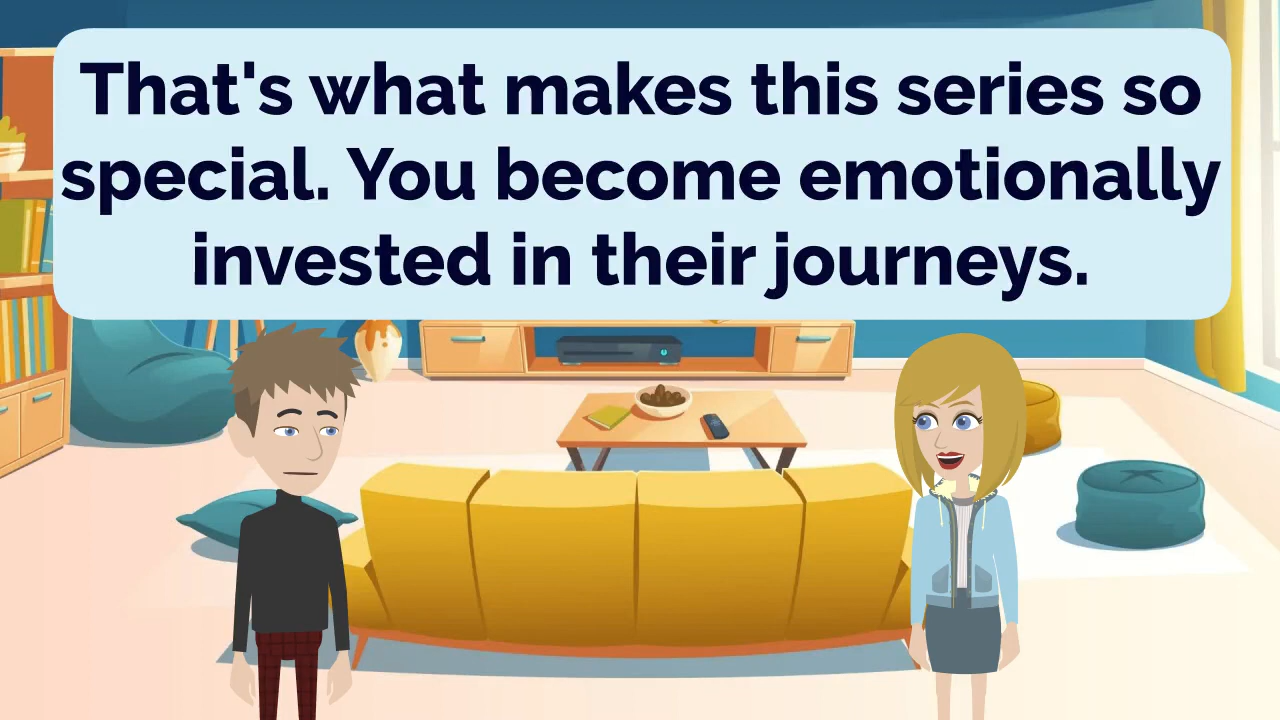 That's what makes this series so
special. You become emotionally
invested in their journeys.